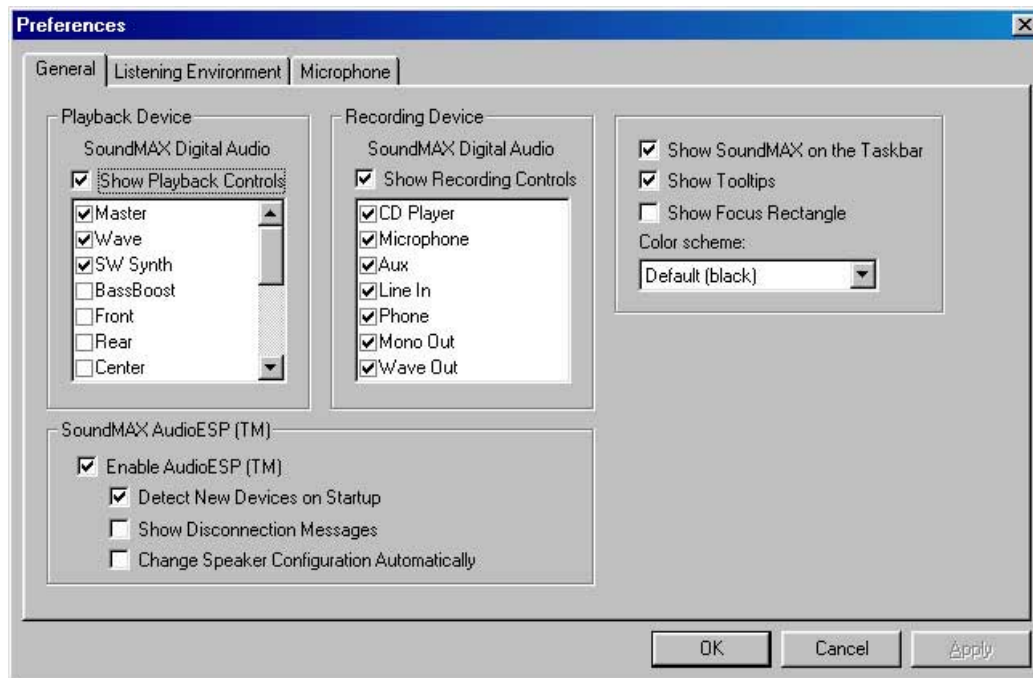 Preferences
General
Listening Environment
Microphone
Playback Device
SoundMAX Digital Audio
Show Playback Controls
Master
Wave
SW Synth
BassBoost
Front
Rear
Center
Recording Device
SoundMAX Digital Audio
Show Recording Controls
CD Player
Microphone
Aux
Line In
Phone
Mono Out
Wave Out
Show SoundMAX on the Taskbar
Show Tooltips
Show Focus Rectangle
Color scheme:
Default (black)
SoundMAX AudioESP (TM)
Enable AudioESP (TM)
Detect New Devices on Startup
Show Disconnection Messages
Change Speaker Configuration Automatically
OK
Cancel
Apply